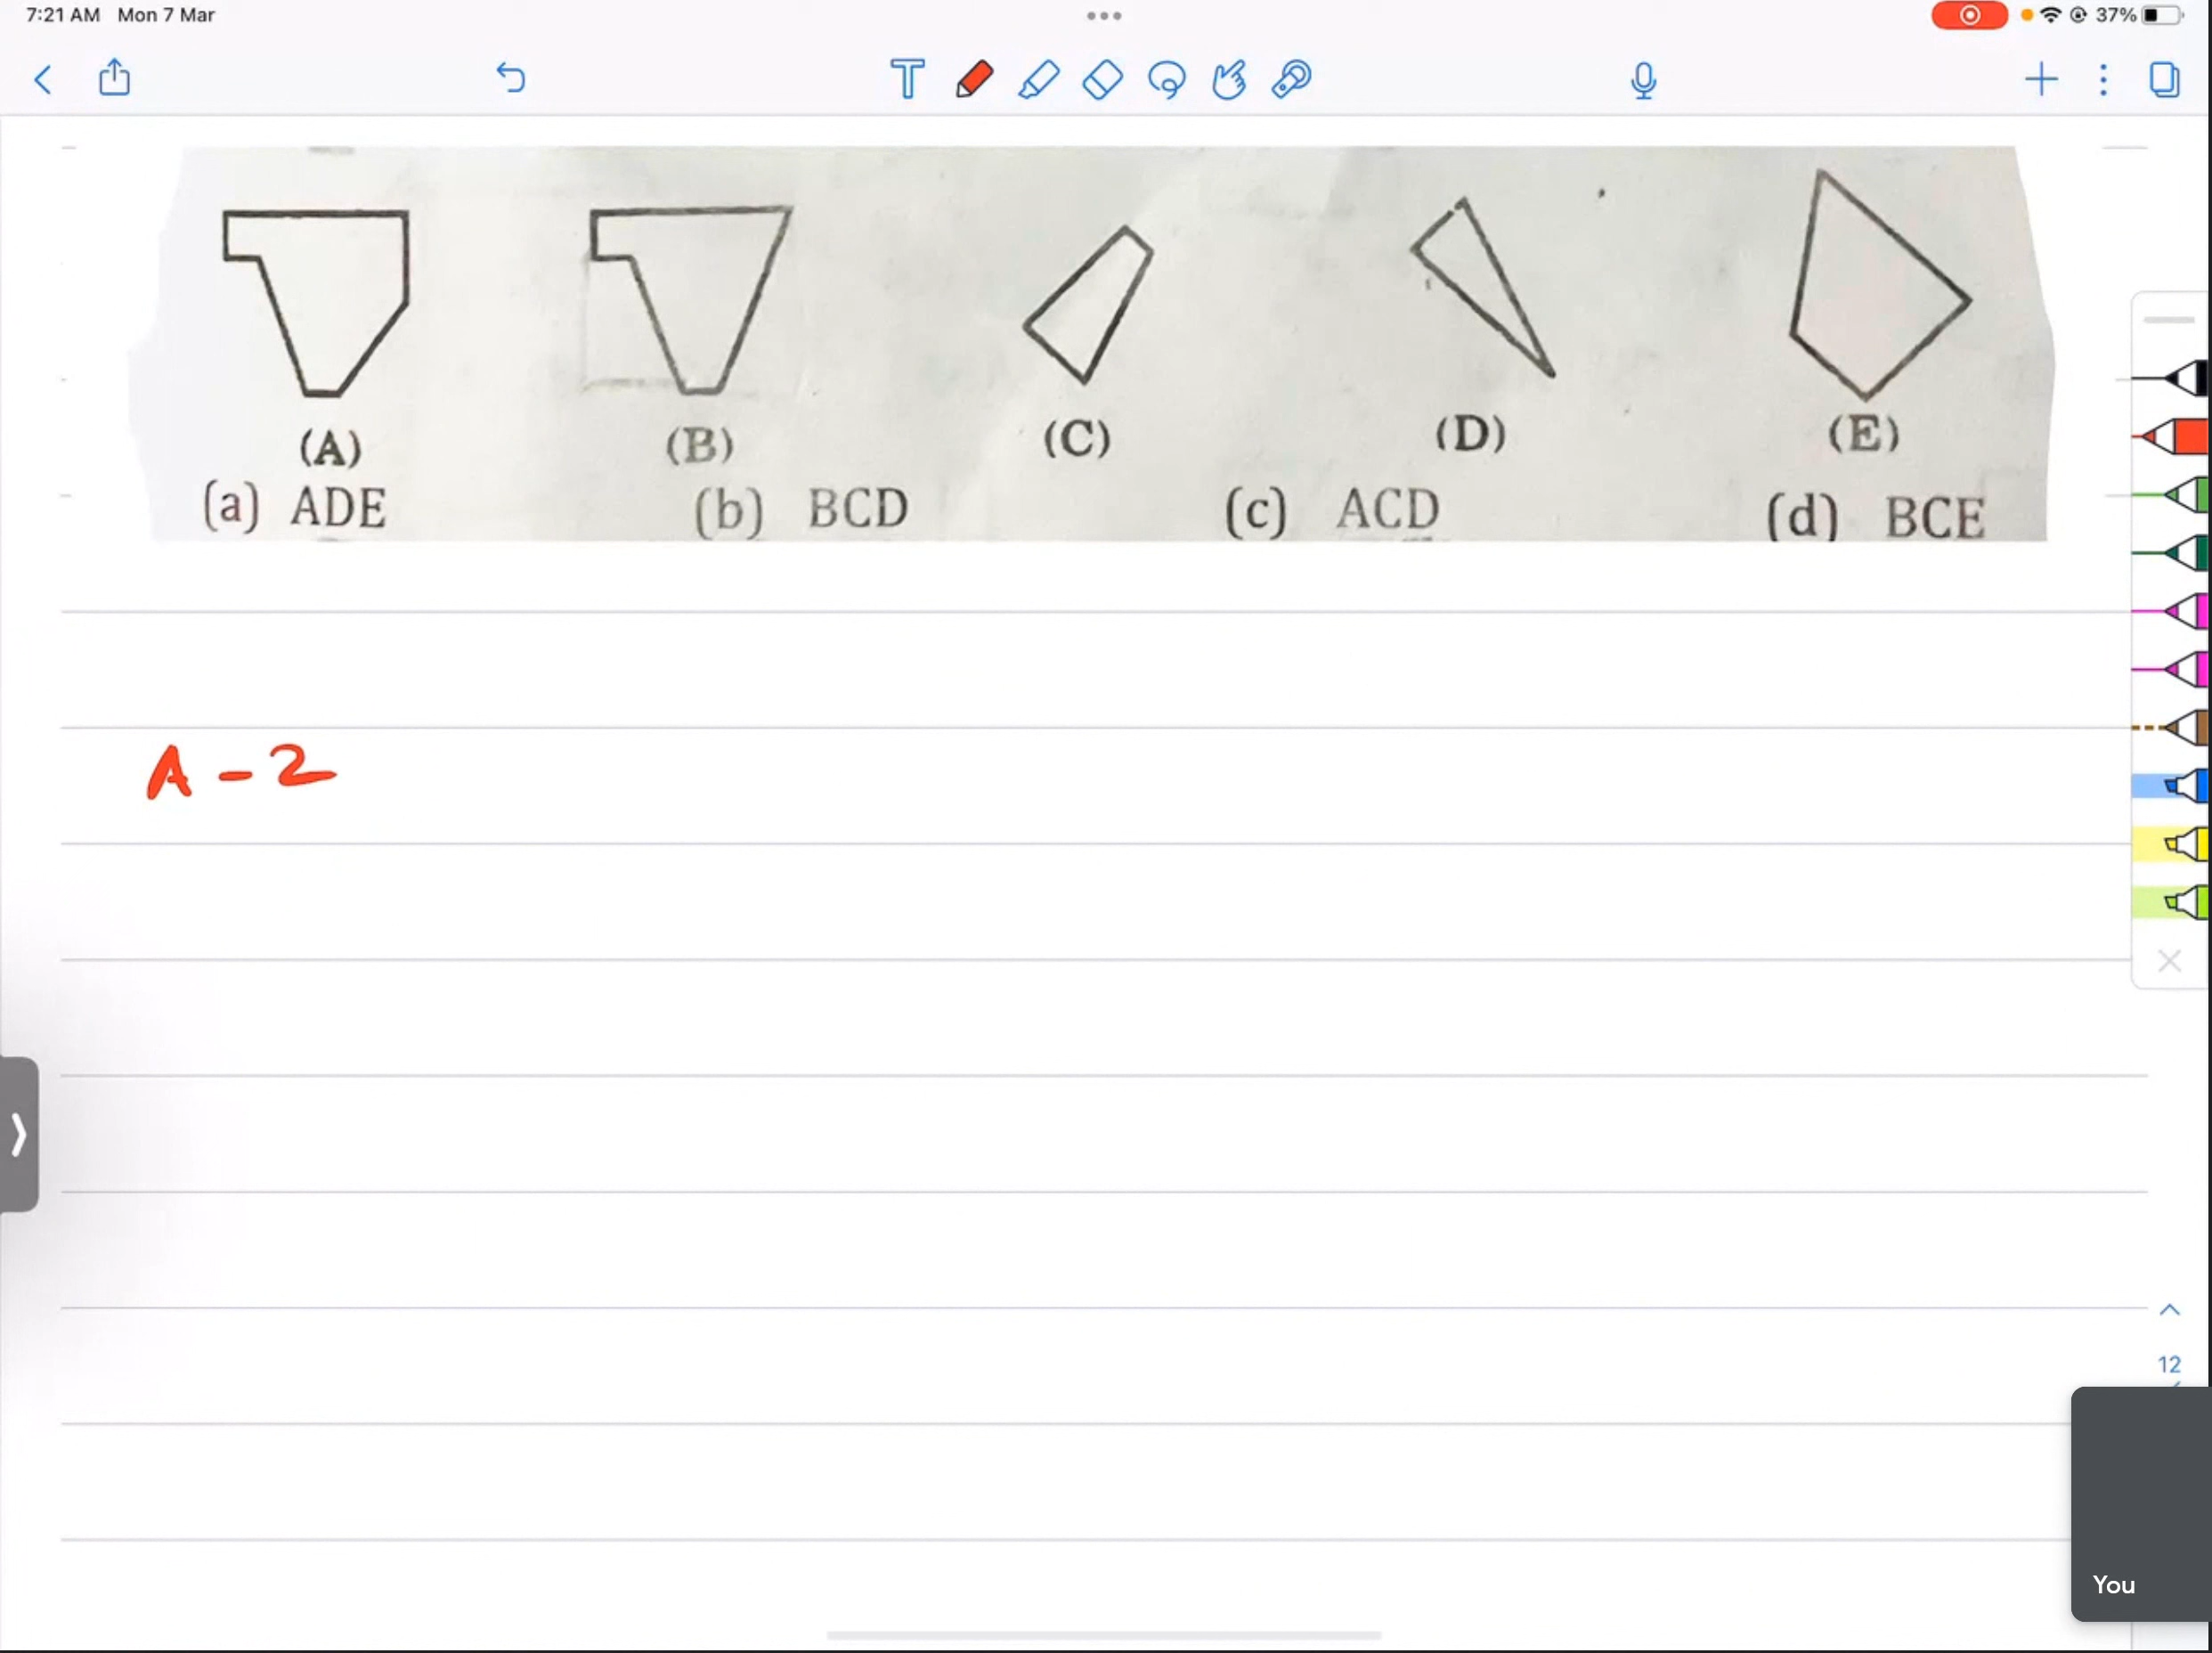 7:21 AM Mon 7 Mar
37%
(A) (B) (C) (D) (E)
(a) ADE (b) BCD (c) ACD (d) BCE
A - 2
12
You